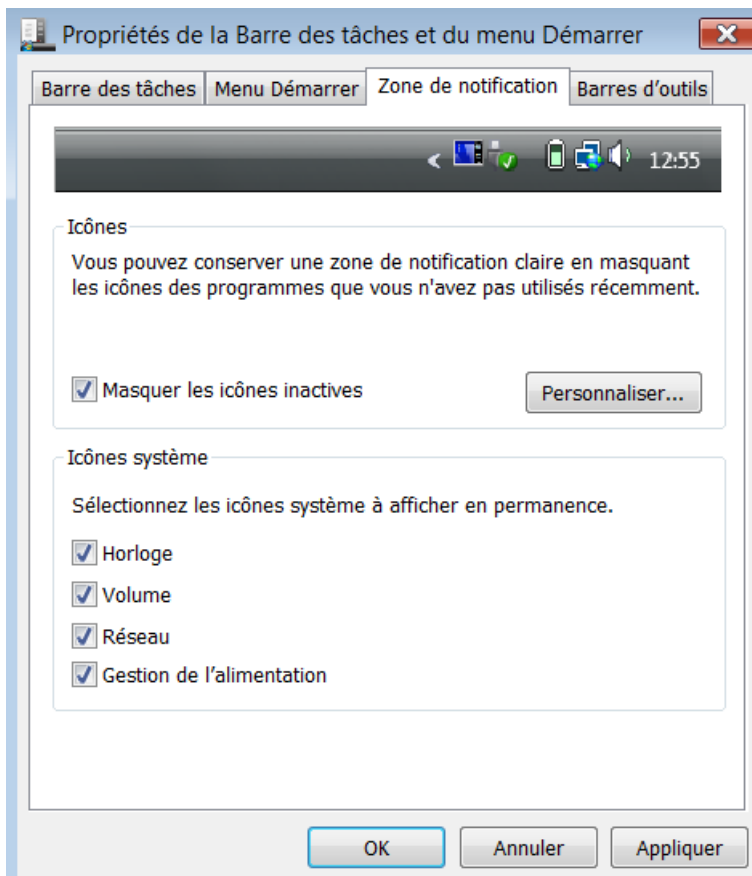 Propriétés de la Barre des tâches et du menu Démarrer
Barre des tâches Menu Démarrer Zone de notification Barres d’outils
12:55
Icônes
Vous pouvez conserver une zone de notification claire en masquant
les icônes des programmes que vous n'avez pas utilisés récemment.
Masquer les icônes inactives Personnaliser...
Icônes système
Sélectionnez les icônes système à afficher en permanence.
Horloge
Volume
Réseau
Gestion de l’alimentation
OK Annuler Appliquer